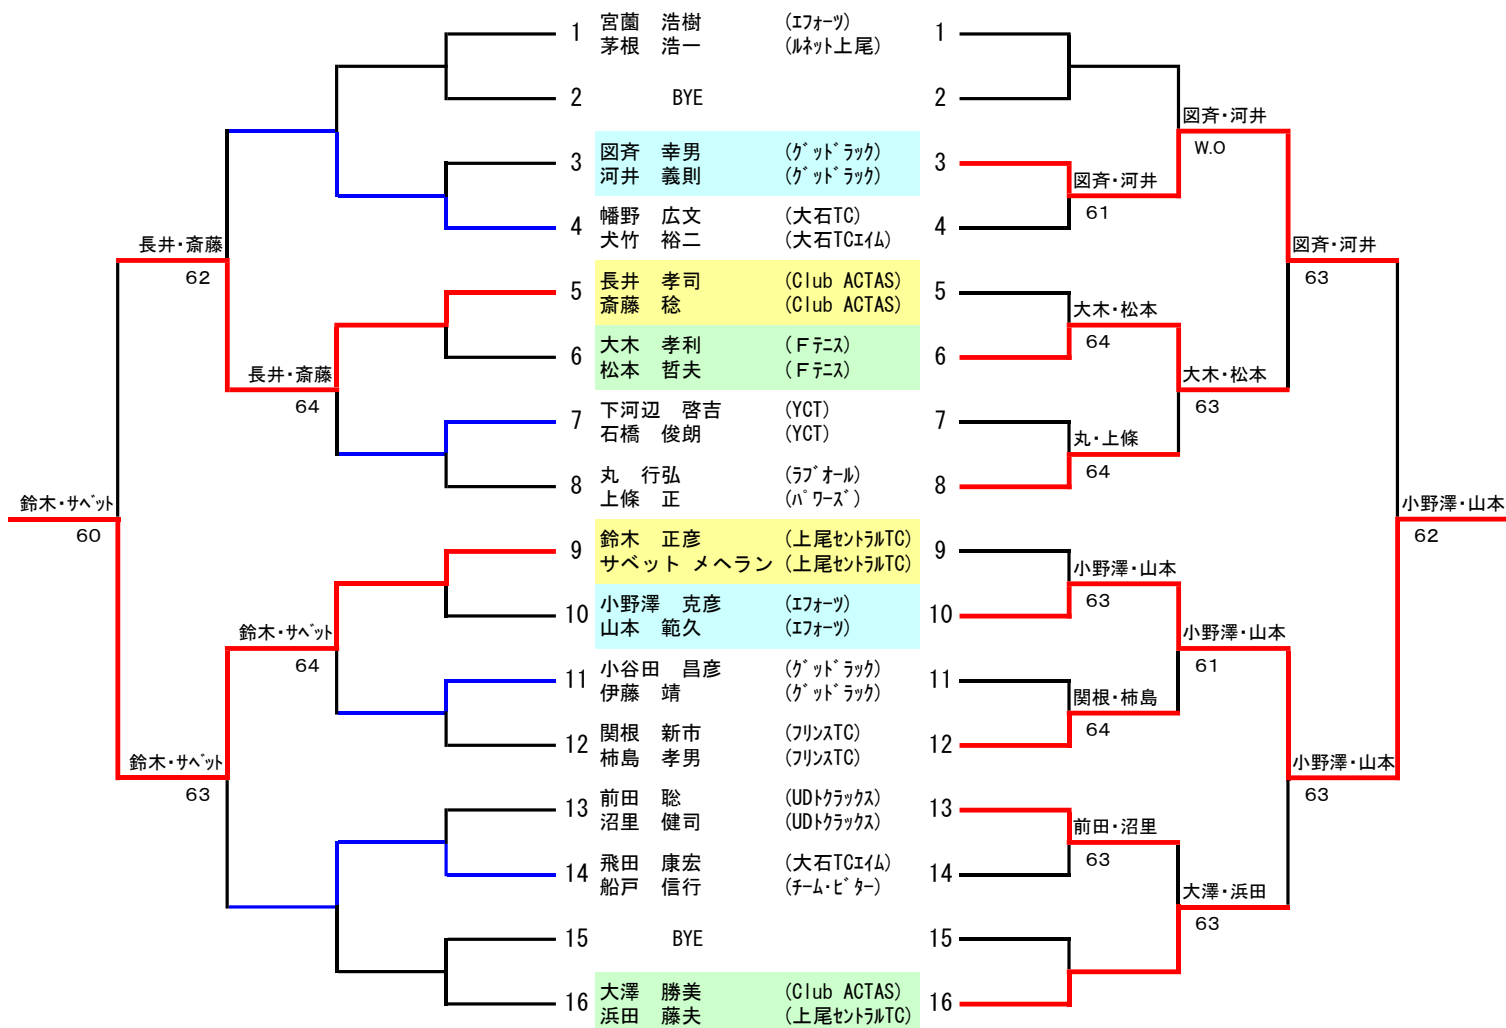 1 宮薗　浩樹 (ｴﾌｫｰﾂ) 1
茅根　浩一 (ﾙﾈｯﾄ上尾)
2 BYE 2
図斉・河井
W.O
3 図斉　幸男 (ｸﾞｯﾄﾞﾗｯｸ) 3
河井　義則 (ｸﾞｯﾄﾞﾗｯｸ) 図斉・河井
61
4 幡野　広文 (大石TC) 4
犬竹　裕二 (大石TCｴｲﾑ)
長井・斎藤 図斉・河井
62 63
5 長井　孝司 (Club ACTAS) 5
斎藤　稔 (Club ACTAS) 大木・松本
64
6 大木　孝利 (Ｆﾃﾆｽ) 6
松本　哲夫 (Ｆﾃﾆｽ)
長井・斎藤 大木・松本
64 63
7 下河辺　啓吉 (YCT) 7
石橋　俊朗 (YCT) 丸・上條
64
8 丸　行弘 (ﾗﾌﾞｵｰﾙ) 8
上條　正 (ﾊﾟﾜｰｽﾞ)
鈴木・ｻﾍﾞｯﾄ 小野澤・山本
60 62
9 鈴木　正彦 (上尾ｾﾝﾄﾗﾙTC) 9
サベット メヘラン (上尾ｾﾝﾄﾗﾙTC) 小野澤・山本
63
10 小野澤　克彦 (ｴﾌｫｰﾂ) 10
山本　範久 (ｴﾌｫｰﾂ)
鈴木・ｻﾍﾞｯﾄ 小野澤・山本
64 61
11 小谷田　昌彦 (ｸﾞｯﾄﾞﾗｯｸ) 11
伊藤　靖 (ｸﾞｯﾄﾞﾗｯｸ) 関根・柿島
64
12 関根　新市 (ﾌﾘﾝｽTC) 12
柿島　孝男 (ﾌﾘﾝｽTC)
鈴木・ｻﾍﾞｯﾄ 小野澤・山本
63 63
13 前田　聡 (UDﾄｸﾗｯｸｽ) 13
沼里　健司 (UDﾄｸﾗｯｸｽ) 前田・沼里
63
14 飛田　康宏 (大石TCｴｲﾑ) 14
船戸　信行 (ﾁｰﾑ･ﾋﾞﾀｰ)
大澤・浜田
63
15 BYE 15
16 大澤　勝美 (Club ACTAS) 16
浜田　藤夫 (上尾ｾﾝﾄﾗﾙTC)